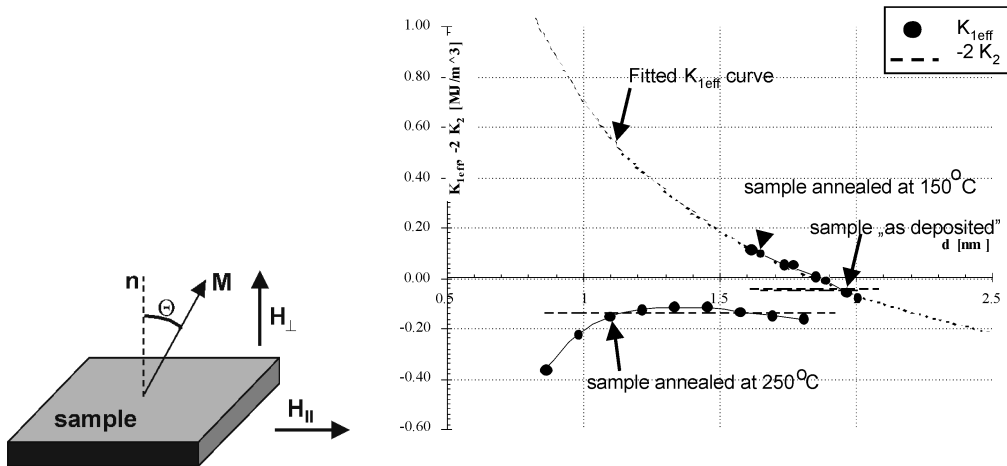 n
Θ
M
H⊥
sample
H||
K1eff, -2 K2 [MJ/m^3]
1.00
0.80
0.60
0.40
0.20
0.00
-0.20
-0.40
-0.60
0.5
1
1.5
2
2.5
K1eff
-2 K2
Fitted K1eff curve
sample annealed at 150°C
sample „as deposited”
d [nm]
sample annealed at 250°C